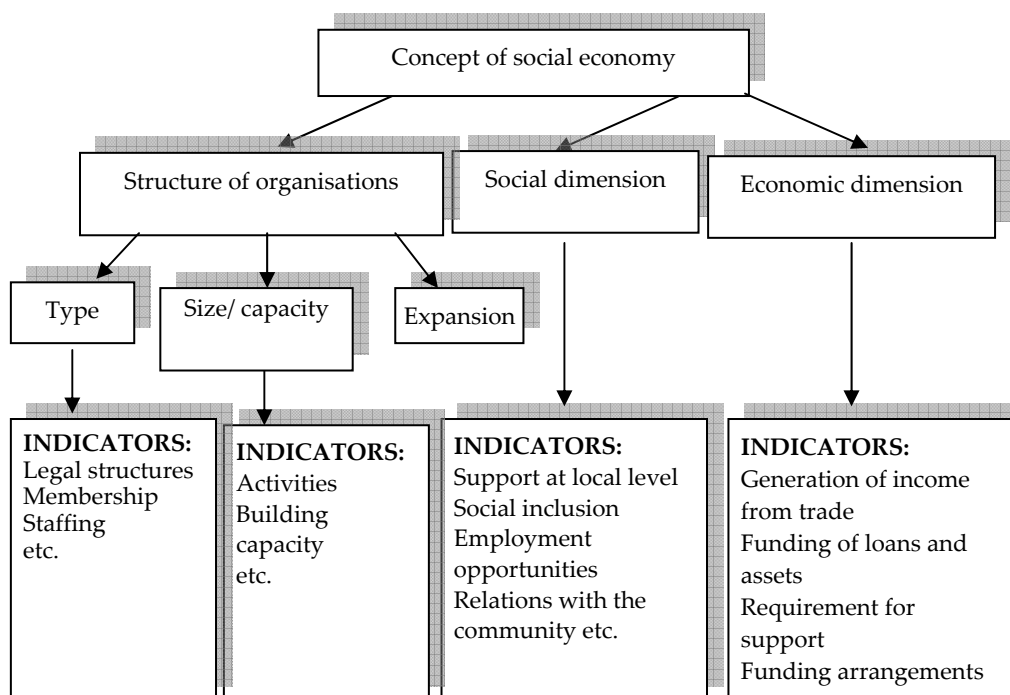 Concept of social economy
Structure of organisations
Social dimension
Economic dimension
Type
Size/ capacity
Expansion
INDICATORS:
Legal structures
Membership
Staffing
etc.
INDICATORS:
Activities
Building
capacity
etc.
INDICATORS:
Support at local level
Social inclusion
Employment
opportunities
Relations with the
community etc.
INDICATORS:
Generation of income
from trade
Funding of loans and
assets
Requirement for
support
Funding arrangements